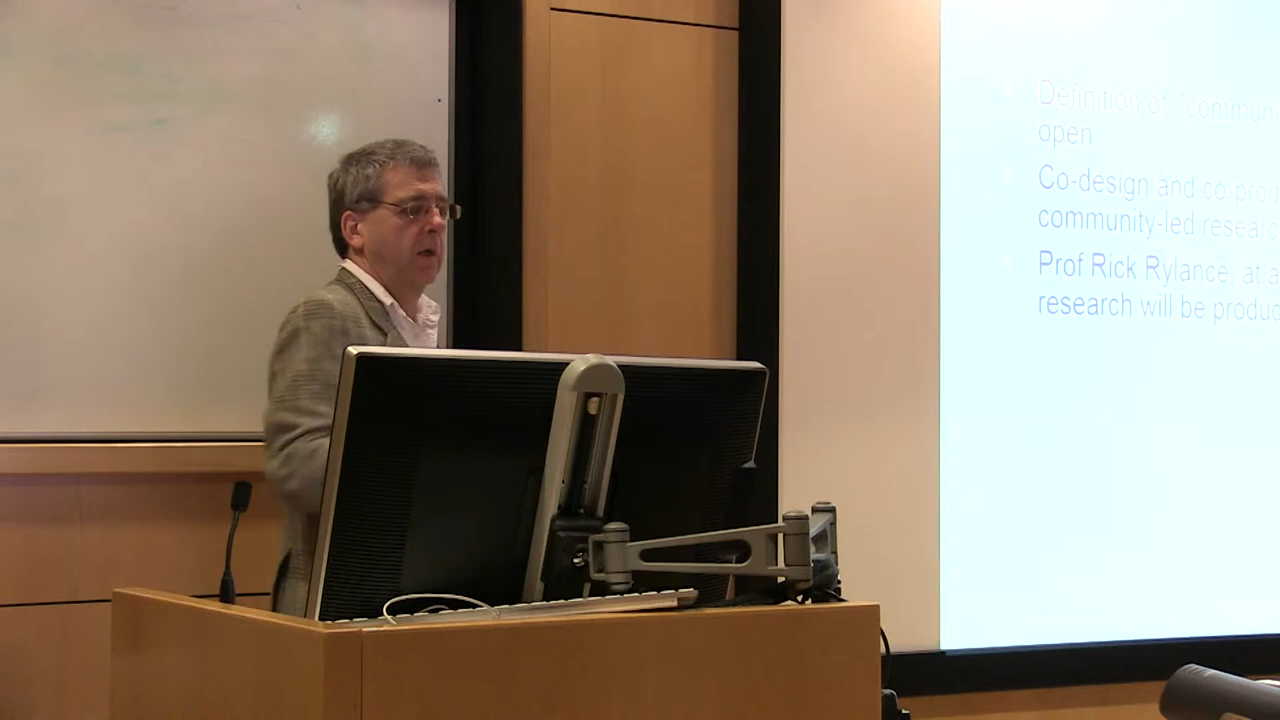 Definition of 'commun
open
Co-design and co-prod
community-led researc
Prof Rick Rylance, at a
research will be produc